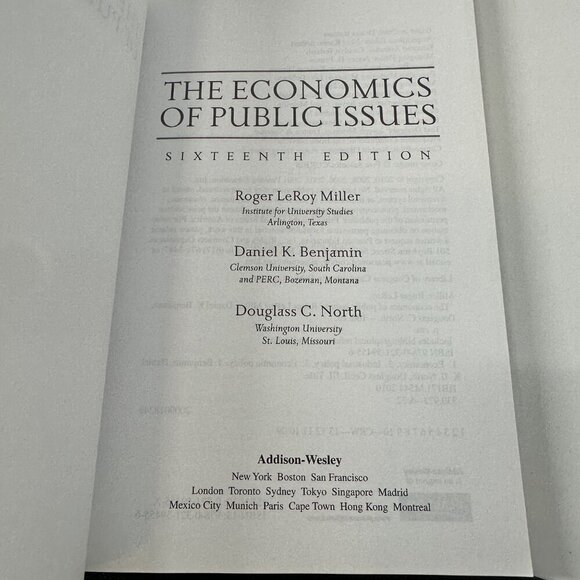 THE ECONOMICS
OF PUBLIC ISSUES
SIXTEENTH EDITION
Roger LeRoy Miller
Institute for University Studies
Arlington, Texas
Daniel K. Benjamin
Clemson University, South Carolina
and PERC, Bozeman, Montana
Douglass C. North
Washington University
St. Louis, Missouri
Addison-Wesley
New York Boston San Francisco
London Toronto Sydney Tokyo Singapore Madrid
Mexico City Munich Paris Cape Town Hong Kong Montreal